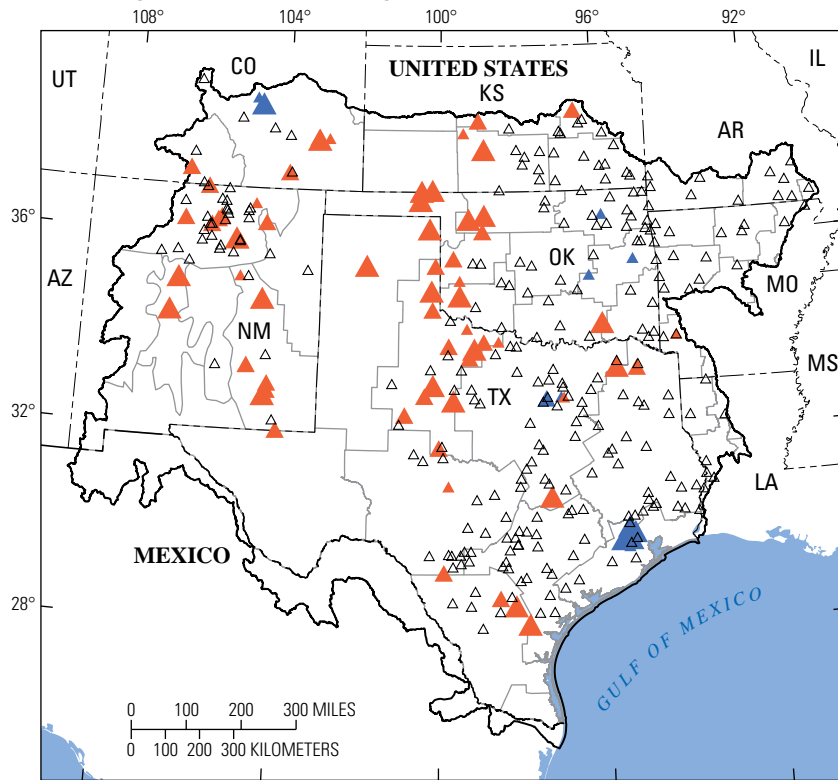 108° 104° 100° 96° 92°
UT
CO
UNITED STATES
KS
IL
AR
36°
AZ
OK
MO
NM
MS
32°
TX
LA
MEXICO
28°
GULF OF MEXICO
0 100 200 300 MILES
0 100 200 300 KILOMETERS